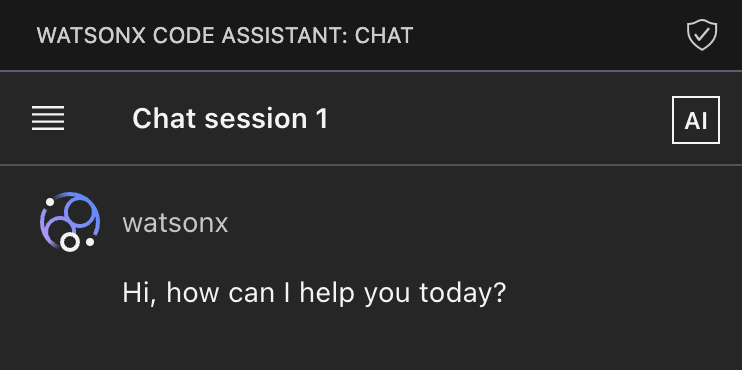 WATSONX CODE ASSISTANT: CHAT
Chat session 1
AI
watsonx
Hi, how can I help you today?